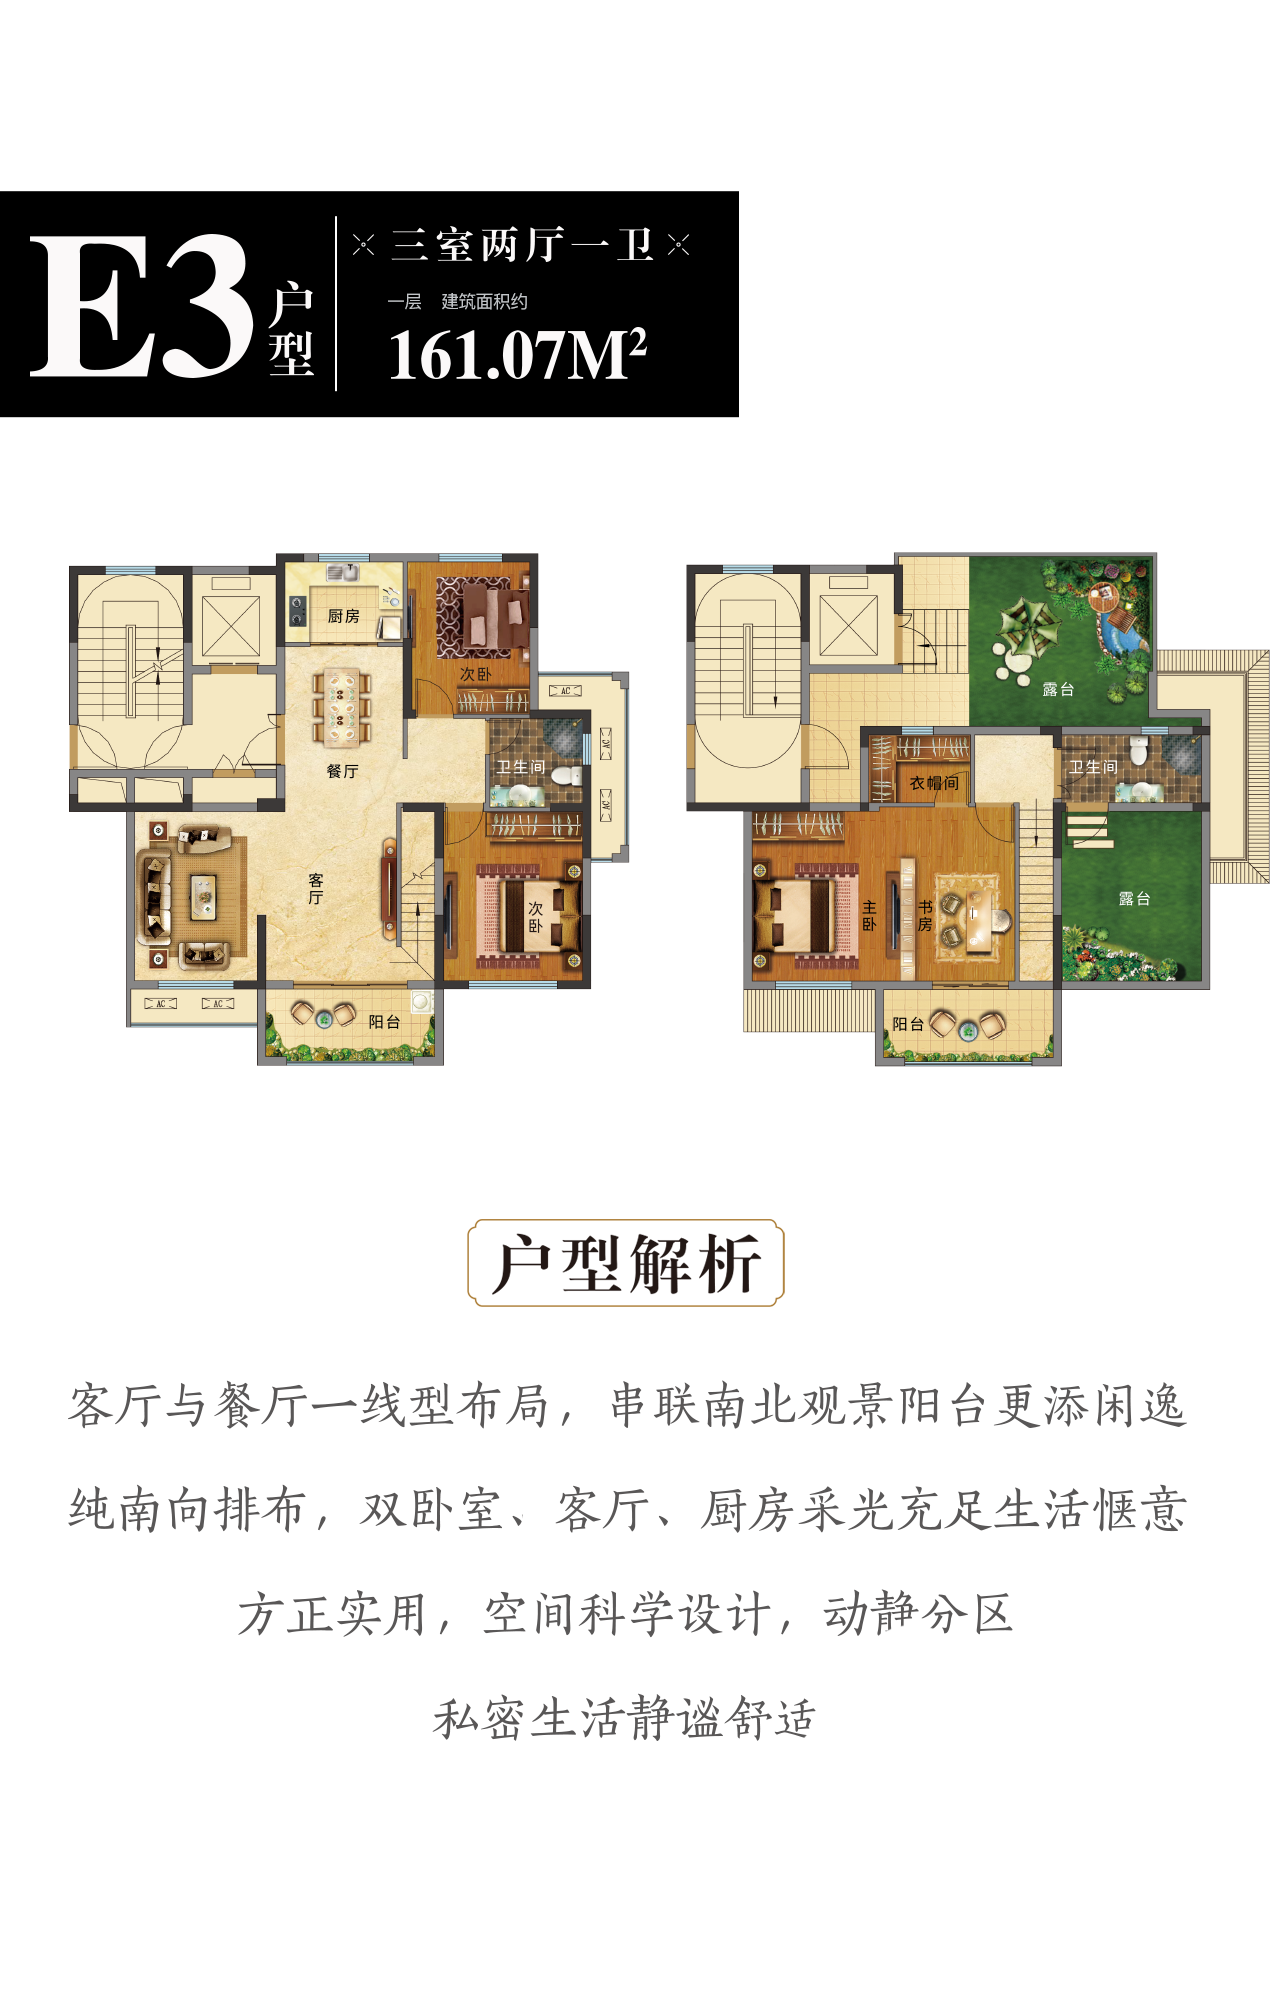 E3
户型
三室两厅一卫
一层 建筑面积约
161.07M²
厨房
次卧
餐厅
卫生间
客厅
次卧
阳台
AC
AC
AC
AC
AC
露台
衣帽间
卫生间
主卧
书房
露台
阳台
户型解析
客厅与餐厅一线型布局，串联南北观景阳台更添闲逸
纯南向排布，双卧室、客厅、厨房采光充足生活惬意
方正实用，空间科学设计，动静分区
私密生活静谧舒适